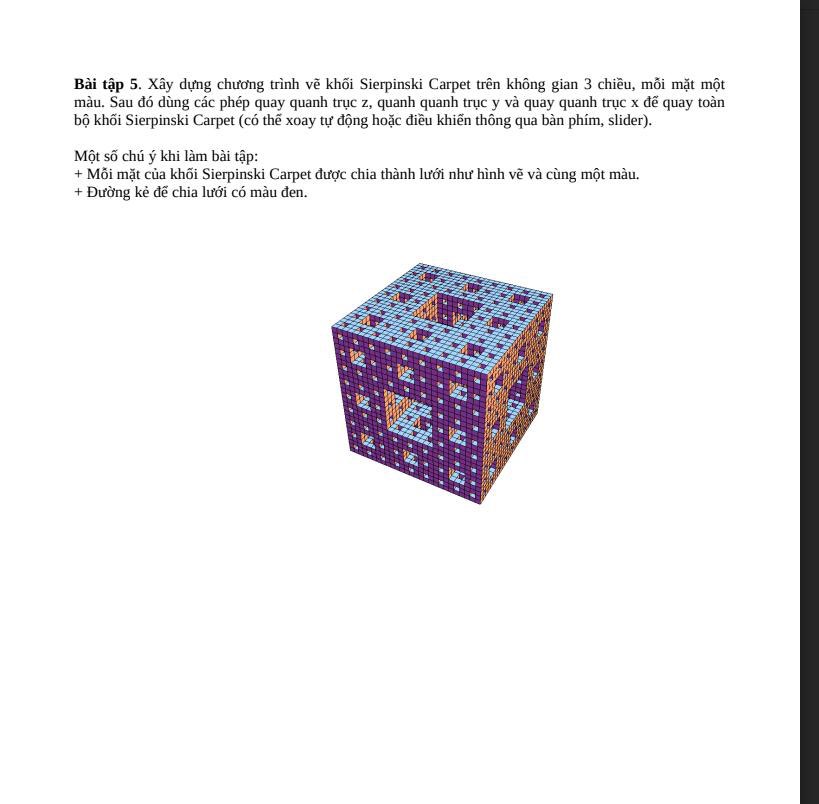 Bài tập 5. Xây dựng chương trình vẽ khối Sierpinski Carpet trên không gian 3 chiều, mỗi mặt một
màu. Sau đó dùng các phép quay quanh trục z, quanh quanh trục y và quay quanh trục x để quay toàn
bộ khối Sierpinski Carpet (có thể xoay tự động hoặc điều khiển thông qua bàn phím, slider).
Một số chú ý khi làm bài tập:
+ Mỗi mặt của khối Sierpinski Carpet được chia thành lưới như hình vẽ và cùng một màu.
+ Đường kẻ để chia lưới có màu đen.